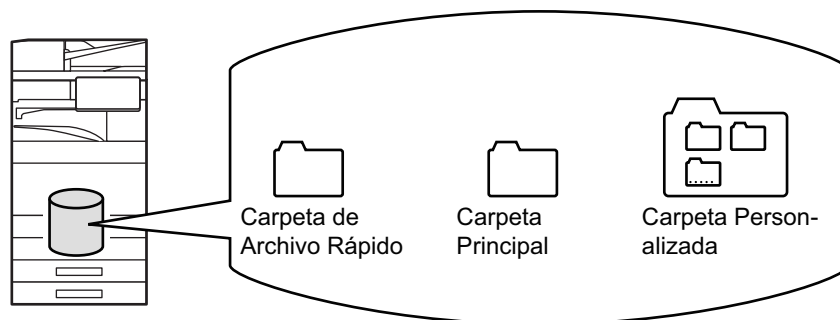 Carpeta de
Archivo Rápido
Carpeta
Principal
Carpeta Person-
alizada